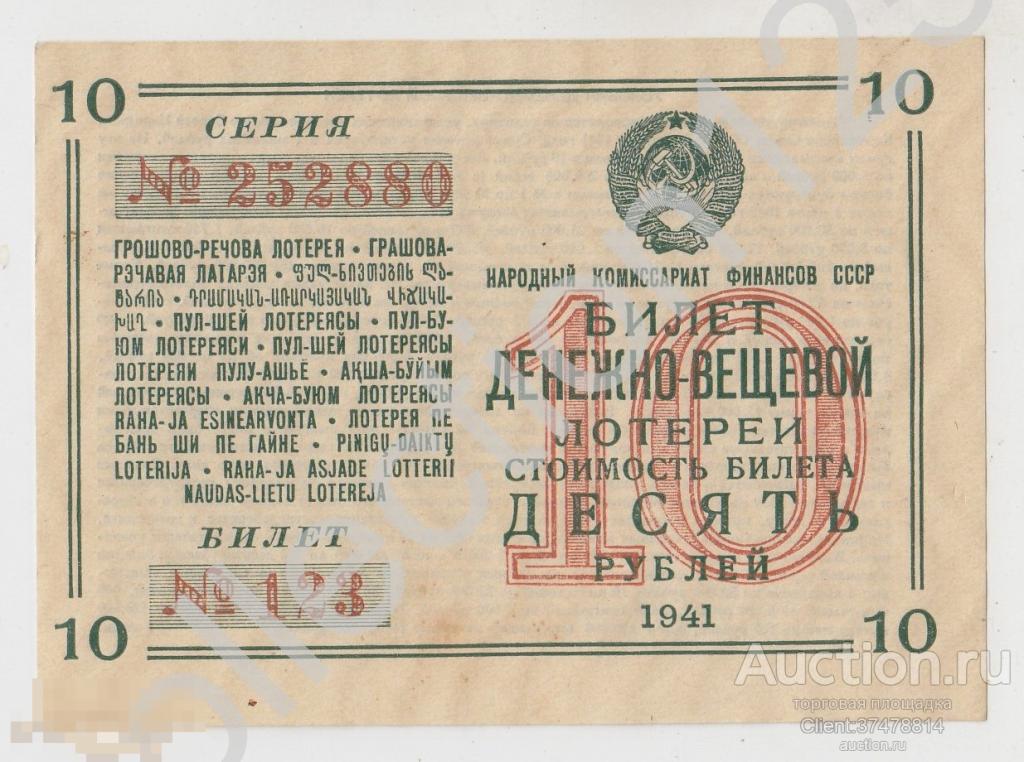 10
10
СЕРИЯ
№ 252880
ГРОШОВО-РЕЧОВА ЛОТЕРЕЯ • ГРАШОВА-
РЭЧАВАЯ ЛАТАРЭЯ • ФУЛ-ՆԻՎԹԵԲԻՍ
ПУЛ-ШЕЙ ЛОТЕРЕЯСЫ • ПУЛ-БУ-
ЮМ ЛОТЕРЕЯСИ • ПУЛ-ШЕЙ ЛОТЕРЕЯСЫ
ЛОТЕРЕЯИ ПУЛУ-АШЬЁ • АҚША-БҰЙЫМ
ЛОТЕРЕЯСЫ • АКЧА-БУЮМ ЛОТЕРЕЯСЫ
RAHA-JA ESINEARVONTA • ЛОТЕРЕЯ ПЕ
БАНЬ ШИ ПЕ ГАЙНЕ • PINIGŲ-DAIKTŲ
LOTERIJA • RAHA-JA ASJADE LOTTERII
NAUDAS-LIETU LOTEREJA
БИЛЕТ
№ 123
НАРОДНЫЙ КОМИССАРИАТ ФИНАНСОВ СССР
10
БИЛЕТ
ДЕНЕЖНО-ВЕЩЕВОЙ
ЛОТЕРЕИ
СТОИМОСТЬ БИЛЕТА
ДЕСЯТЬ
РУБЛЕЙ
1941
10
10
Auction.ru
торговая площадка
Client:37478814
auction.ru